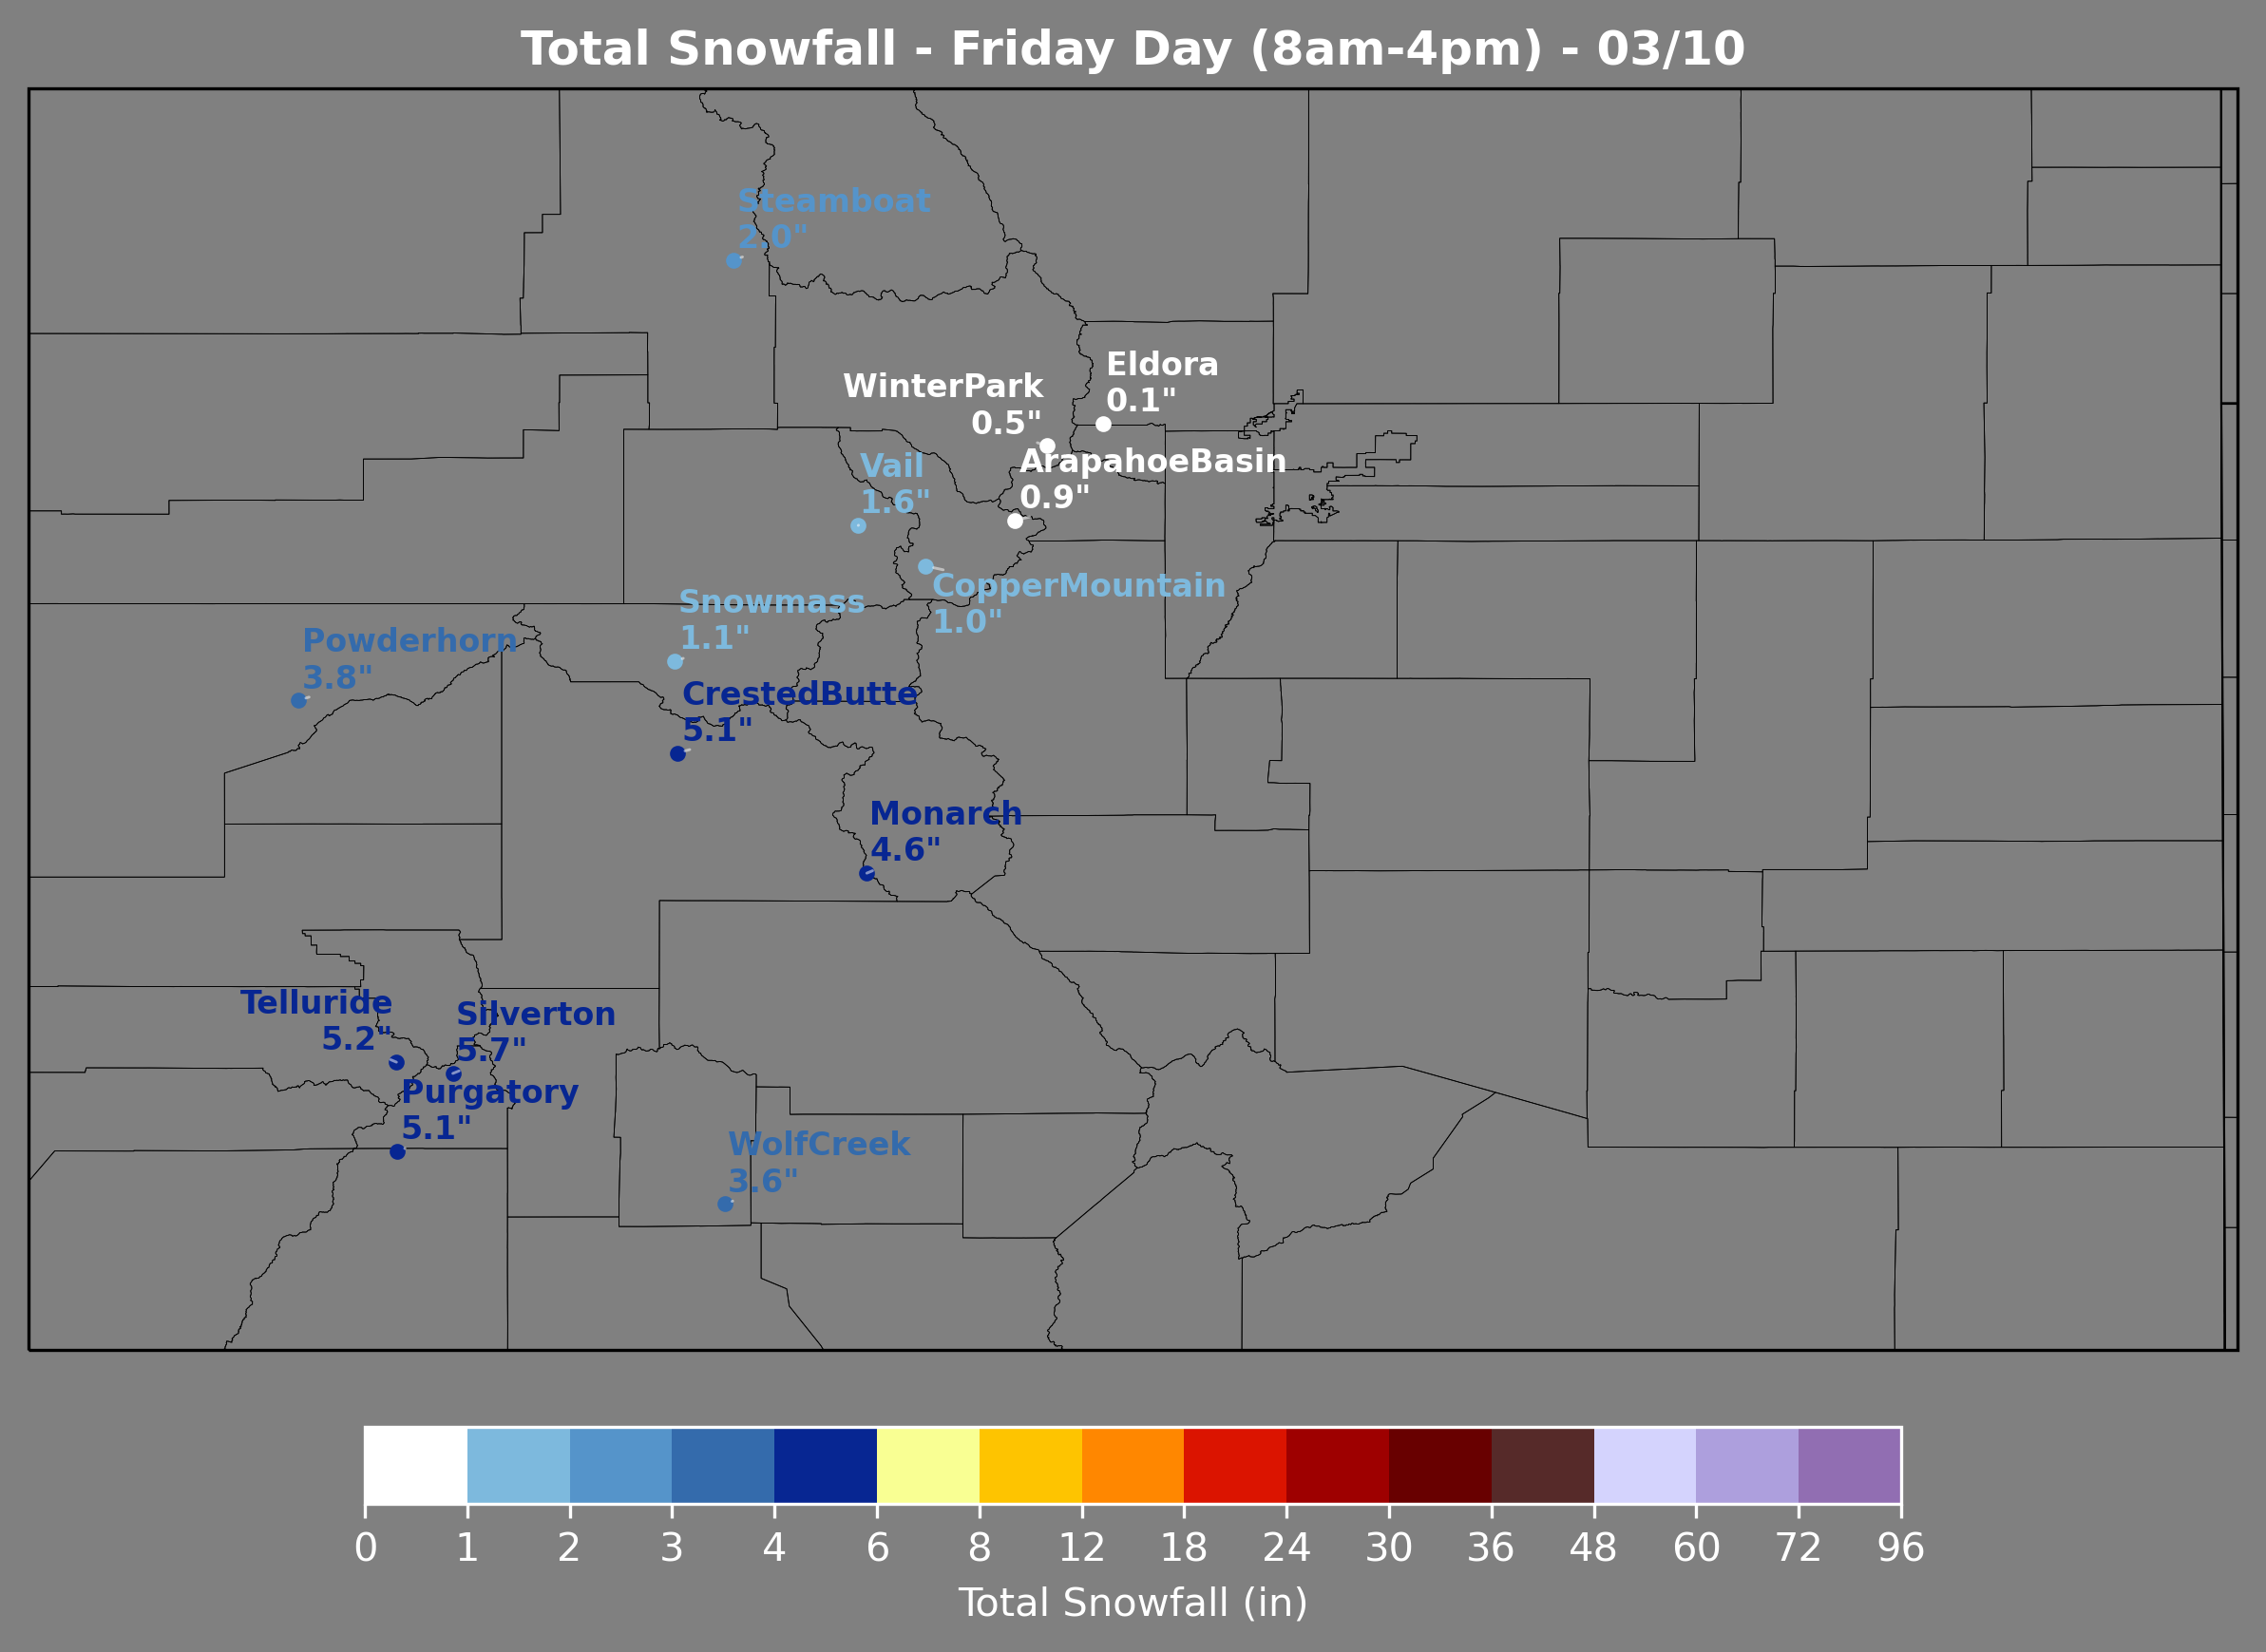 Total Snowfall - Friday Day (8am-4pm) - 03/10
Steamboat
2.0"
Eldora
0.1"
WinterPark
0.5"
ArapahoeBasin
0.9"
Vail
1.6"
CopperMountain
1.0"
Snowmass
1.1"
Powderhorn
3.8"
CrestedButte
5.1"
Monarch
4.6"
Telluride
5.2"
Silverton
5.7"
Purgatory
5.1"
WolfCreek
3.6"
0 1 2 3 4 6 8 12 18 24 30 36 48 60 72 96
Total Snowfall (in)